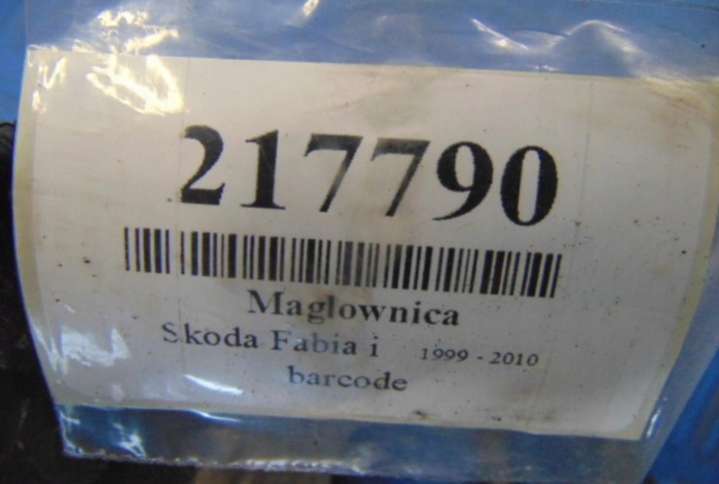 217790
Maglownica
Skoda Fabia i 1999 - 2010
barcode